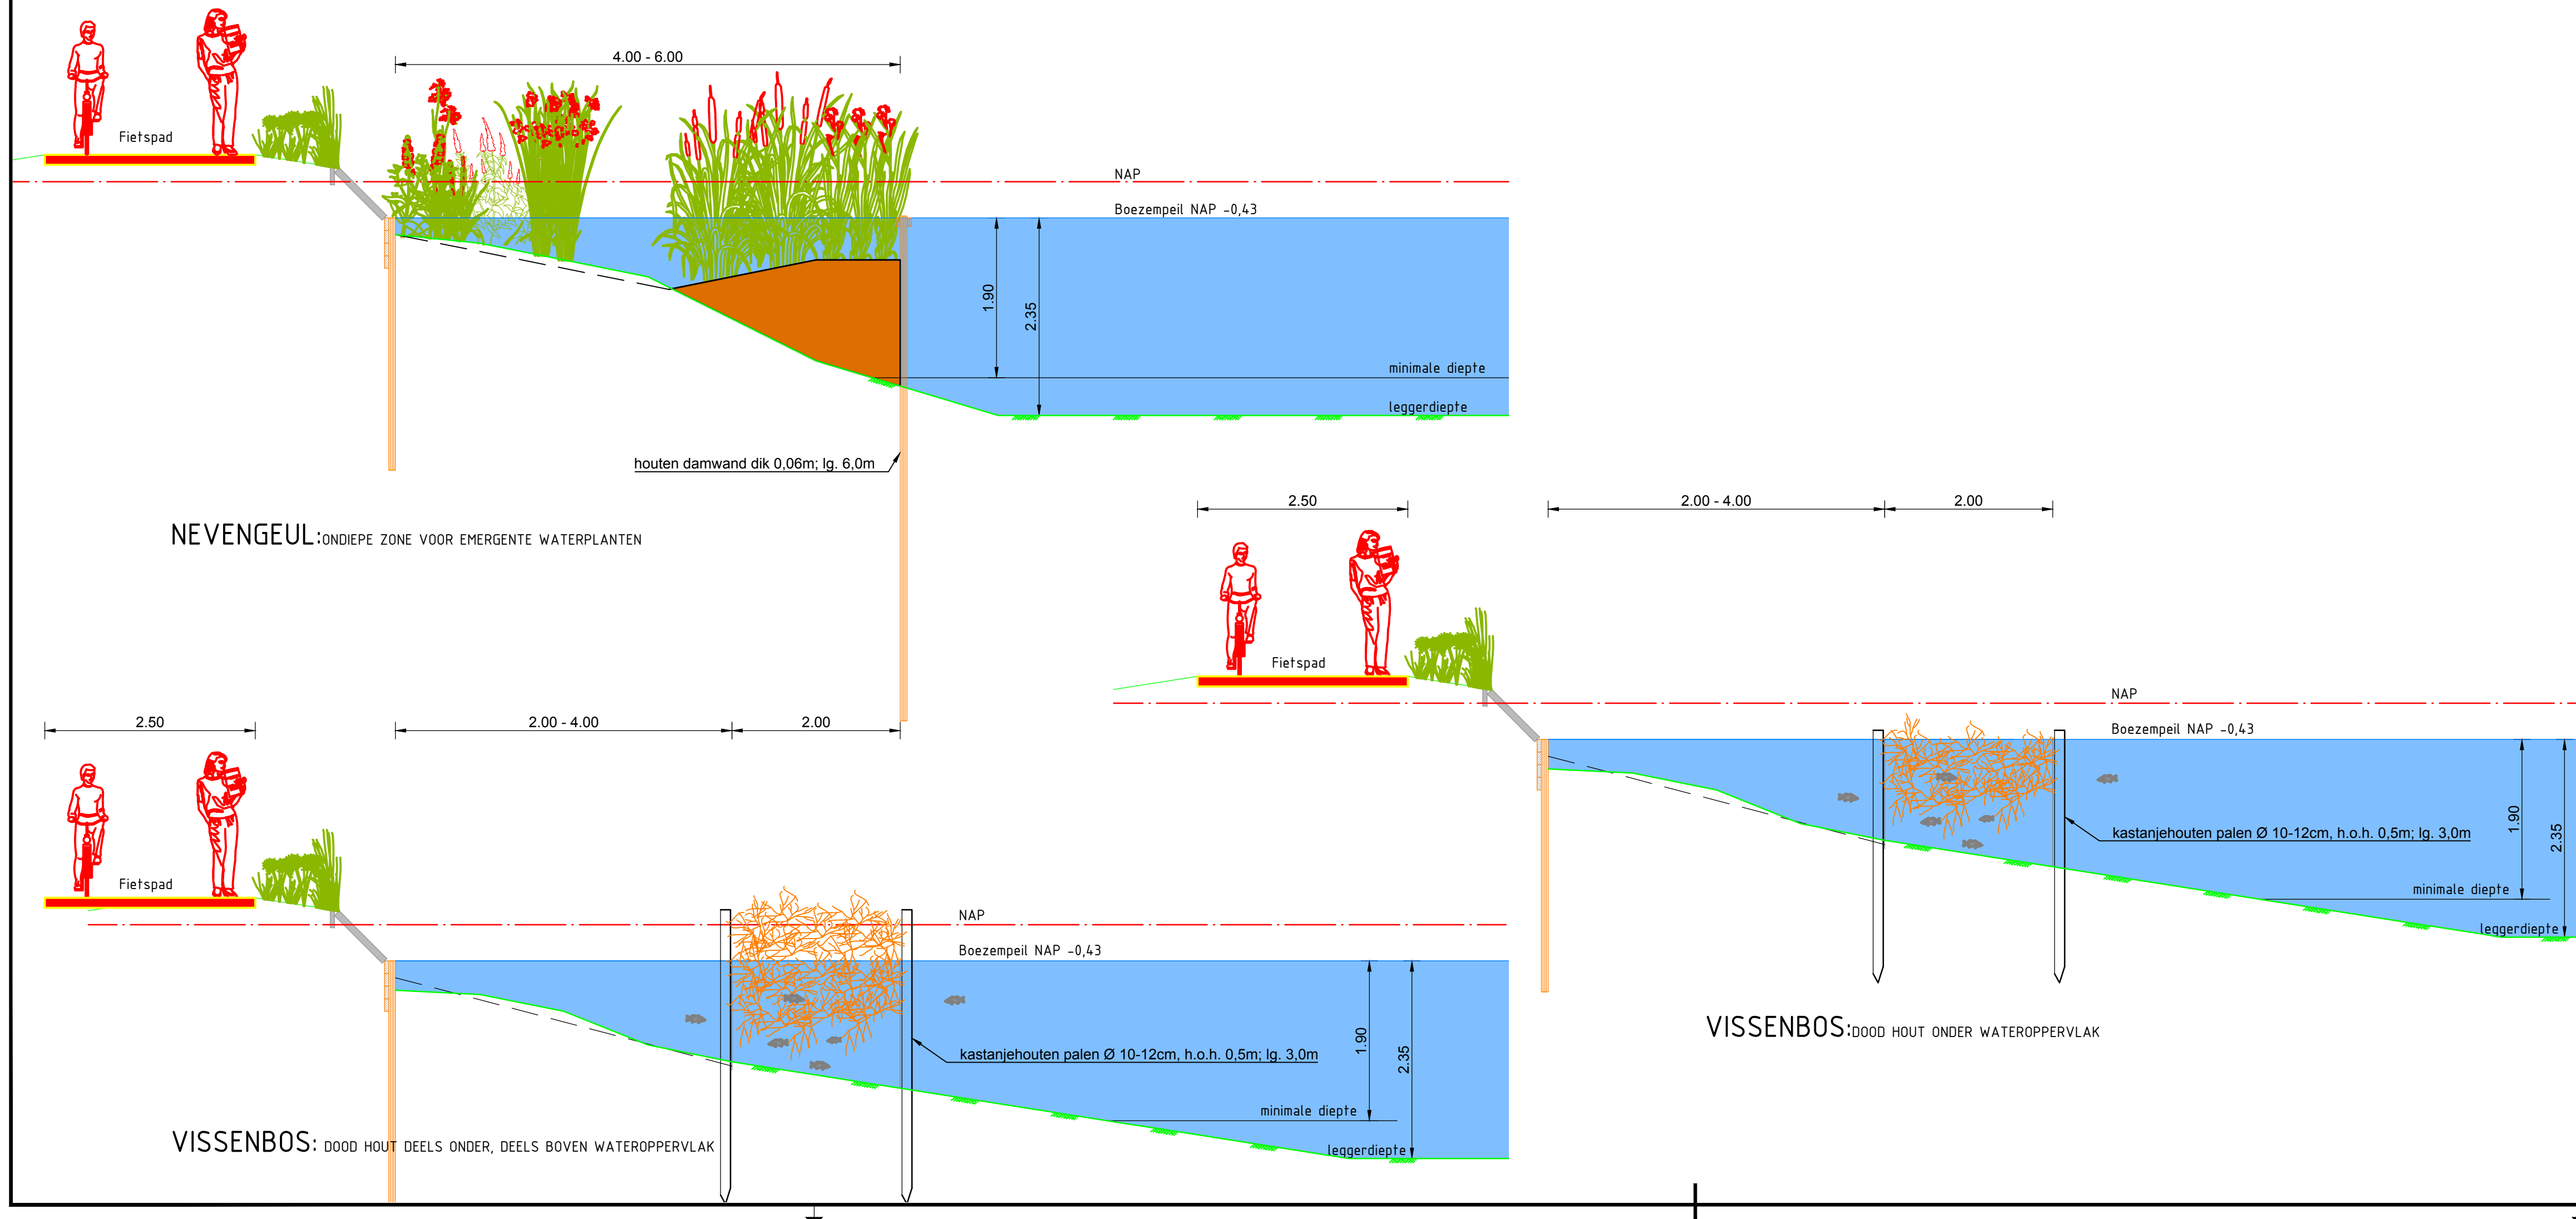 4.00 - 6.00
Fietspad
NAP
Boezempeil NAP -0,43
1.90
2.35
minimale diepte
leggerdiepte
houten damwand dik 0,06m; lg. 6,0m
NEVENGEUL: ONDIEPE ZONE VOOR EMERGENTE WATERPLANTEN
2.50
2.00 - 4.00
2.00
Fietspad
NAP
Boezempeil NAP -0,43
kastanjehouten palen Ø 10-12cm, h.o.h. 0,5m; lg. 3,0m
1.90
2.35
minimale diepte
leggerdiepte
VISSENBOS: DOOD HOUT ONDER WATEROPPERVLAK
2.50
2.00 - 4.00
2.00
Fietspad
NAP
Boezempeil NAP -0,43
kastanjehouten palen Ø 10-12cm, h.o.h. 0,5m; lg. 3,0m
1.90
2.35
minimale diepte
leggerdiepte
VISSENBOS: DOOD HOUT DEELS ONDER, DEELS BOVEN WATEROPPERVLAK